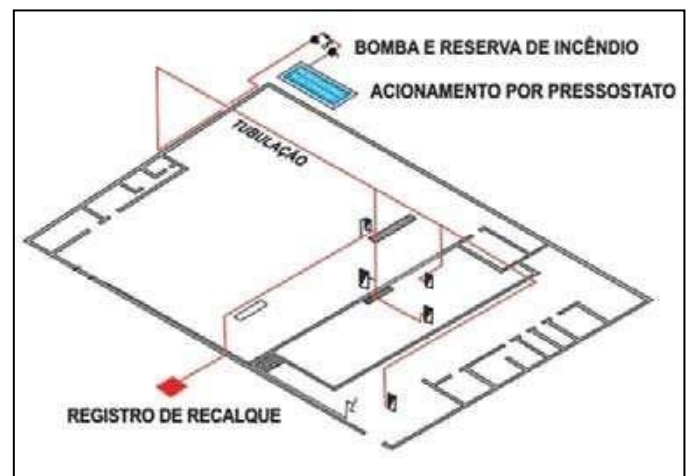 BOMBA E RESERVA DE INCÊNDIO
ACIONAMENTO POR PRESSOSTATO
TUBULAÇÃO
REGISTRO DE RECALQUE